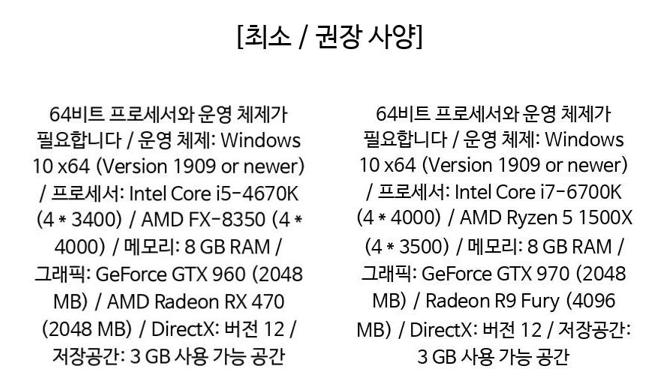 [최소 / 권장 사양]
64비트 프로세서와 운영 체제가
필요합니다 / 운영 체제: Windows
10 x64 (Version 1909 or newer)
/ 프로세서: Intel Core i5-4670K
(4 * 3400) / AMD FX-8350 (4 *
4000) / 메모리: 8 GB RAM /
그래픽: GeForce GTX 960 (2048
MB) / AMD Radeon RX 470
(2048 MB) / DirectX: 버전 12 /
저장공간: 3 GB 사용 가능 공간
64비트 프로세서와 운영 체제가
필요합니다 / 운영 체제: Windows
10 x64 (Version 1909 or newer)
/ 프로세서: Intel Core i7-6700K
(4 * 4000) / AMD Ryzen 5 1500X
(4 * 3500) / 메모리: 8 GB RAM /
그래픽: GeForce GTX 970 (2048
MB) / Radeon R9 Fury (4096
MB) / DirectX: 버전 12 / 저장공간:
3 GB 사용 가능 공간